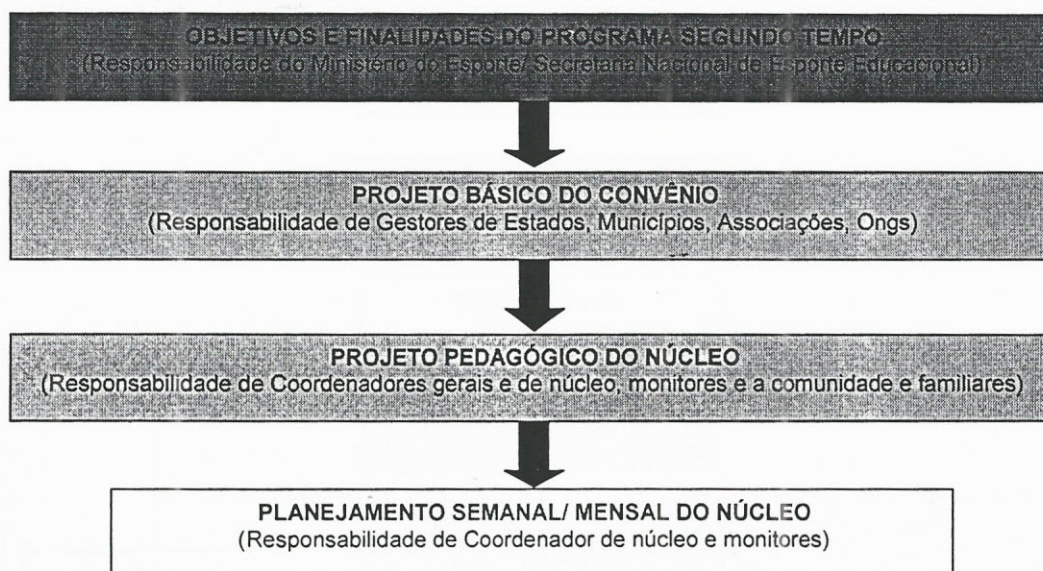 OBJETIVOS E FINALIDADES DO PROGRAMA SEGUNDO TEMPO
(Responsabilidade do Ministério do Esporte/ Secretaria Nacional de Esporte Educacional)
PROJETO BÁSICO DO CONVÊNIO
(Responsabilidade de Gestores de Estados, Municípios, Associações, Ongs)
PROJETO PEDAGÓGICO DO NÚCLEO
(Responsabilidade de Coordenadores gerais e de núcleo, monitores e a comunidade e familiares)
PLANEJAMENTO SEMANAL/ MENSAL DO NÚCLEO
(Responsabilidade de Coordenador de núcleo e monitores)